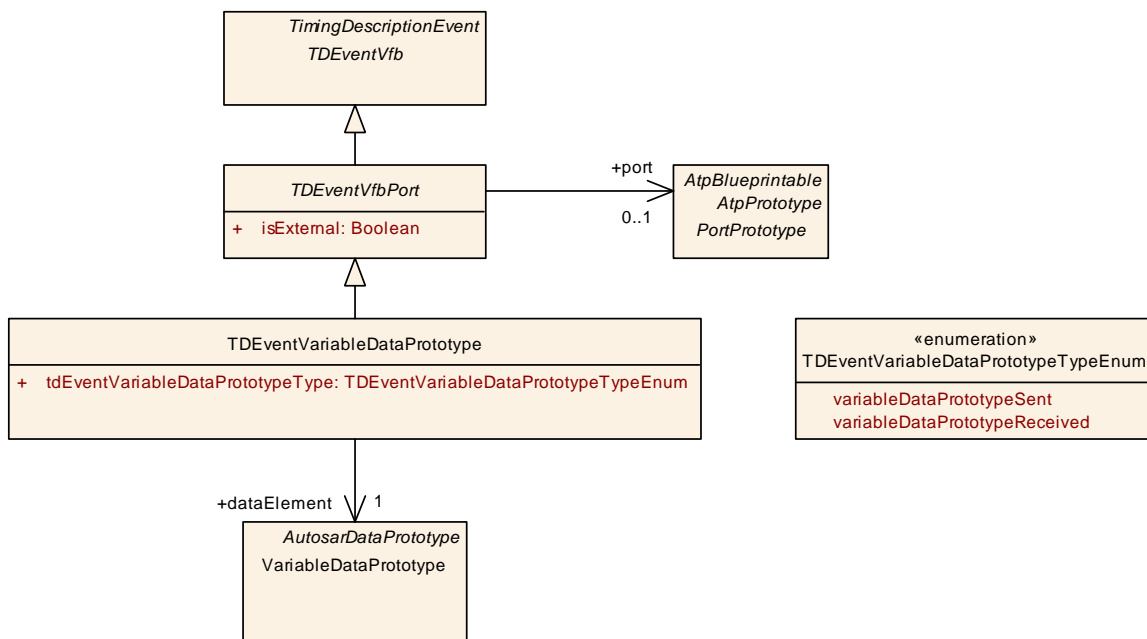 TimingDescriptionEvent
TDEventVfb
TDEventVfbPort
+ isExternal: Boolean
+port
0..1
AtpBlueprintable
AtpPrototype
PortPrototype
TDEventVariableDataPrototype
+ tdEventVariableDataPrototypeType: TDEventVariableDataPrototypeTypeEnum
«enumeration»
TDEventVariableDataPrototypeTypeEnum
variableDataPrototypeSent
variableDataPrototypeReceived
+dataElement 1
AutosarDataPrototype
VariableDataPrototype